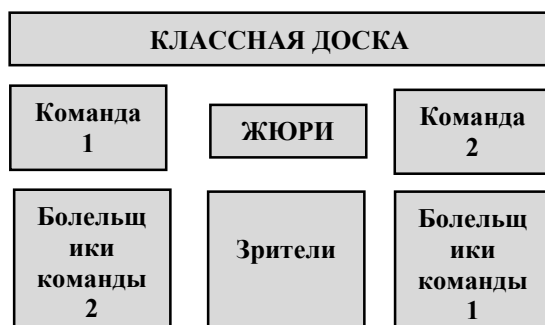 КЛАССНАЯ ДОСКА
Команда
1
ЖЮРИ
Команда
2
Болельщ
ики
команды
2
Зрители
Болельщ
ики
команды
1